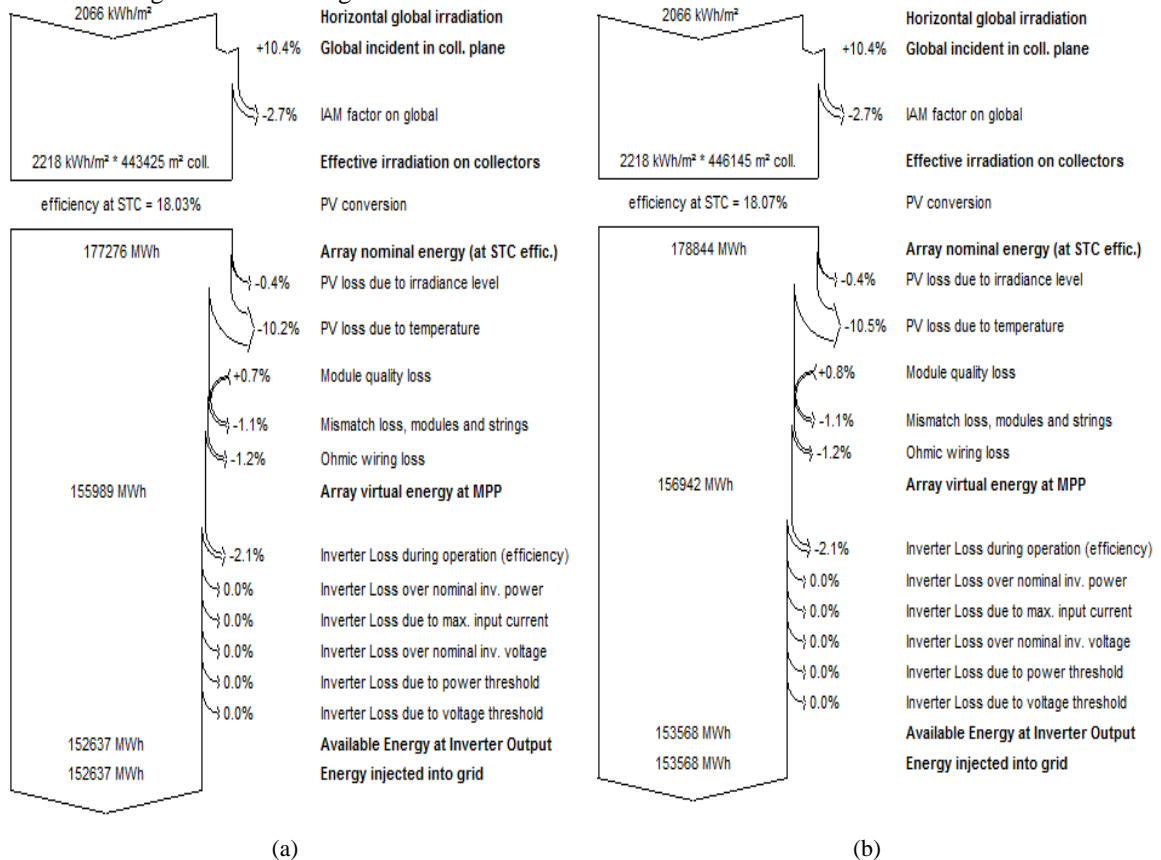 2066 kWh/m² Horizontal global irradiation
+10.4% Global incident in coll. plane
-2.7% IAM factor on global
2218 kWh/m² * 443425 m² coll. Effective irradiation on collectors
efficiency at STC = 18.03% PV conversion
177276 MWh Array nominal energy (at STC effic.)
-0.4% PV loss due to irradiance level
-10.2% PV loss due to temperature
+0.7% Module quality loss
-1.1% Mismatch loss, modules and strings
-1.2% Ohmic wiring loss
155989 MWh Array virtual energy at MPP
-2.1% Inverter Loss during operation (efficiency)
0.0% Inverter Loss over nominal inv. power
0.0% Inverter Loss due to max. input current
0.0% Inverter Loss over nominal inv. voltage
0.0% Inverter Loss due to power threshold
0.0% Inverter Loss due to voltage threshold
152637 MWh Available Energy at Inverter Output
152637 MWh Energy injected into grid
(a)
2066 kWh/m² Horizontal global irradiation
+10.4% Global incident in coll. plane
-2.7% IAM factor on global
2218 kWh/m² * 446145 m² coll. Effective irradiation on collectors
efficiency at STC = 18.07% PV conversion
178844 MWh Array nominal energy (at STC effic.)
-0.4% PV loss due to irradiance level
-10.5% PV loss due to temperature
+0.8% Module quality loss
-1.1% Mismatch loss, modules and strings
-1.2% Ohmic wiring loss
156942 MWh Array virtual energy at MPP
-2.1% Inverter Loss during operation (efficiency)
0.0% Inverter Loss over nominal inv. power
0.0% Inverter Loss due to max. input current
0.0% Inverter Loss over nominal inv. voltage
0.0% Inverter Loss due to power threshold
0.0% Inverter Loss due to voltage threshold
153568 MWh Available Energy at Inverter Output
153568 MWh Energy injected into grid
(b)